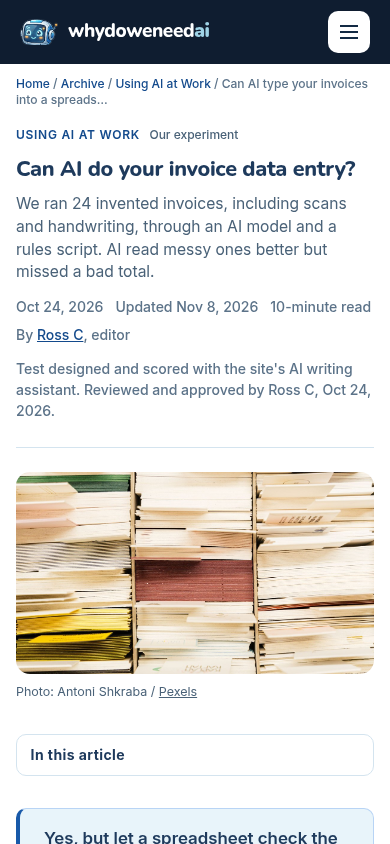 whydoweneedai
Home / Archive / Using AI at Work / Can AI type your invoices
into a spreads...
USING AI AT WORK Our experiment
Can AI do your invoice data entry?
We ran 24 invented invoices, including scans
and handwriting, through an AI model and a
rules script. AI read messy ones better but
missed a bad total.
Oct 24, 2026 Updated Nov 8, 2026 10-minute read
By Ross C, editor
Test designed and scored with the site's AI writing
assistant. Reviewed and approved by Ross C, Oct 24,
2026.
Photo: Antoni Shkraba / Pexels
In this article
Yes, but let a spreadsheet check the